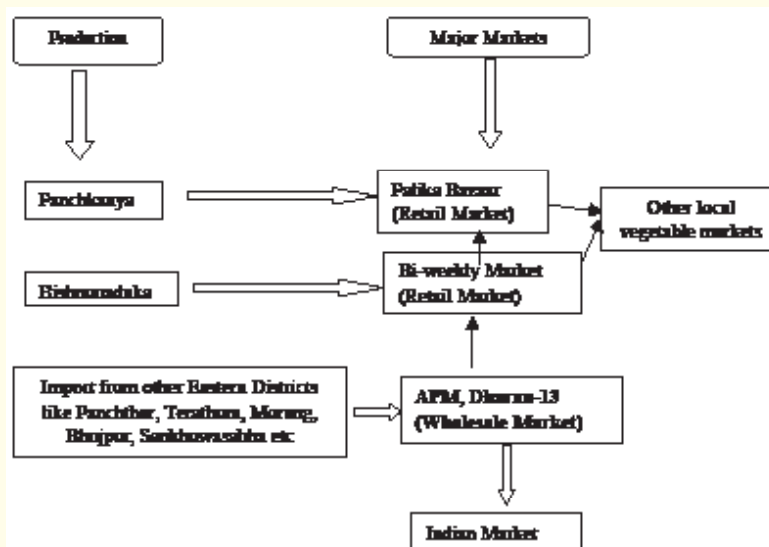 Production
Major Markets
Panchkanya
Palika Bazaar
(Retail Market)
Other local
vegetable markets
Bishnupaduka
Bi-weekly Market
(Retail Market)
Import from other Eastern Districts
like Panchthar, Terathum, Morang,
Bhojpur, Sankhuwasabha etc
APM, Dharan-13
(Wholesale Market)
Indian Market